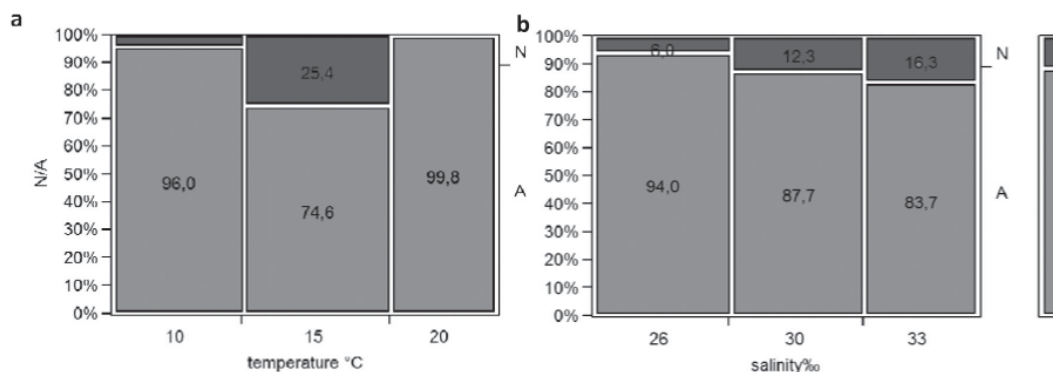 a
100%
90%
80%
70%
60%
50%
40%
30%
20%
10%
0%
N/A
25,4
96,0
74,6
99,8
N
A
10 15 20
temperature °C
b
100%
90%
80%
70%
60%
50%
40%
30%
20%
10%
0%
6,0
12,3
16,3
94,0
87,7
83,7
N
A
26 30 33
salinity‰